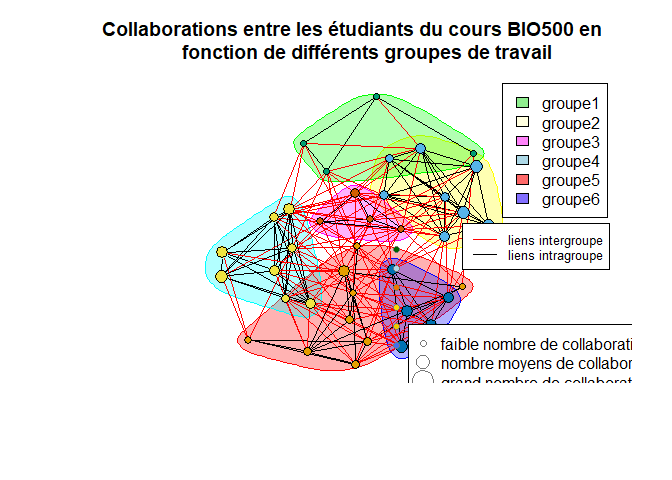 Collaborations entre les étudiants du cours BIO500 en
fonction de différents groupes de travail
groupe1
groupe2
groupe3
groupe4
groupe5
groupe6
liens intergroupe
liens intragroupe
faible nombre de collaborati
nombre moyens de collabor
grand nombre de collaborat